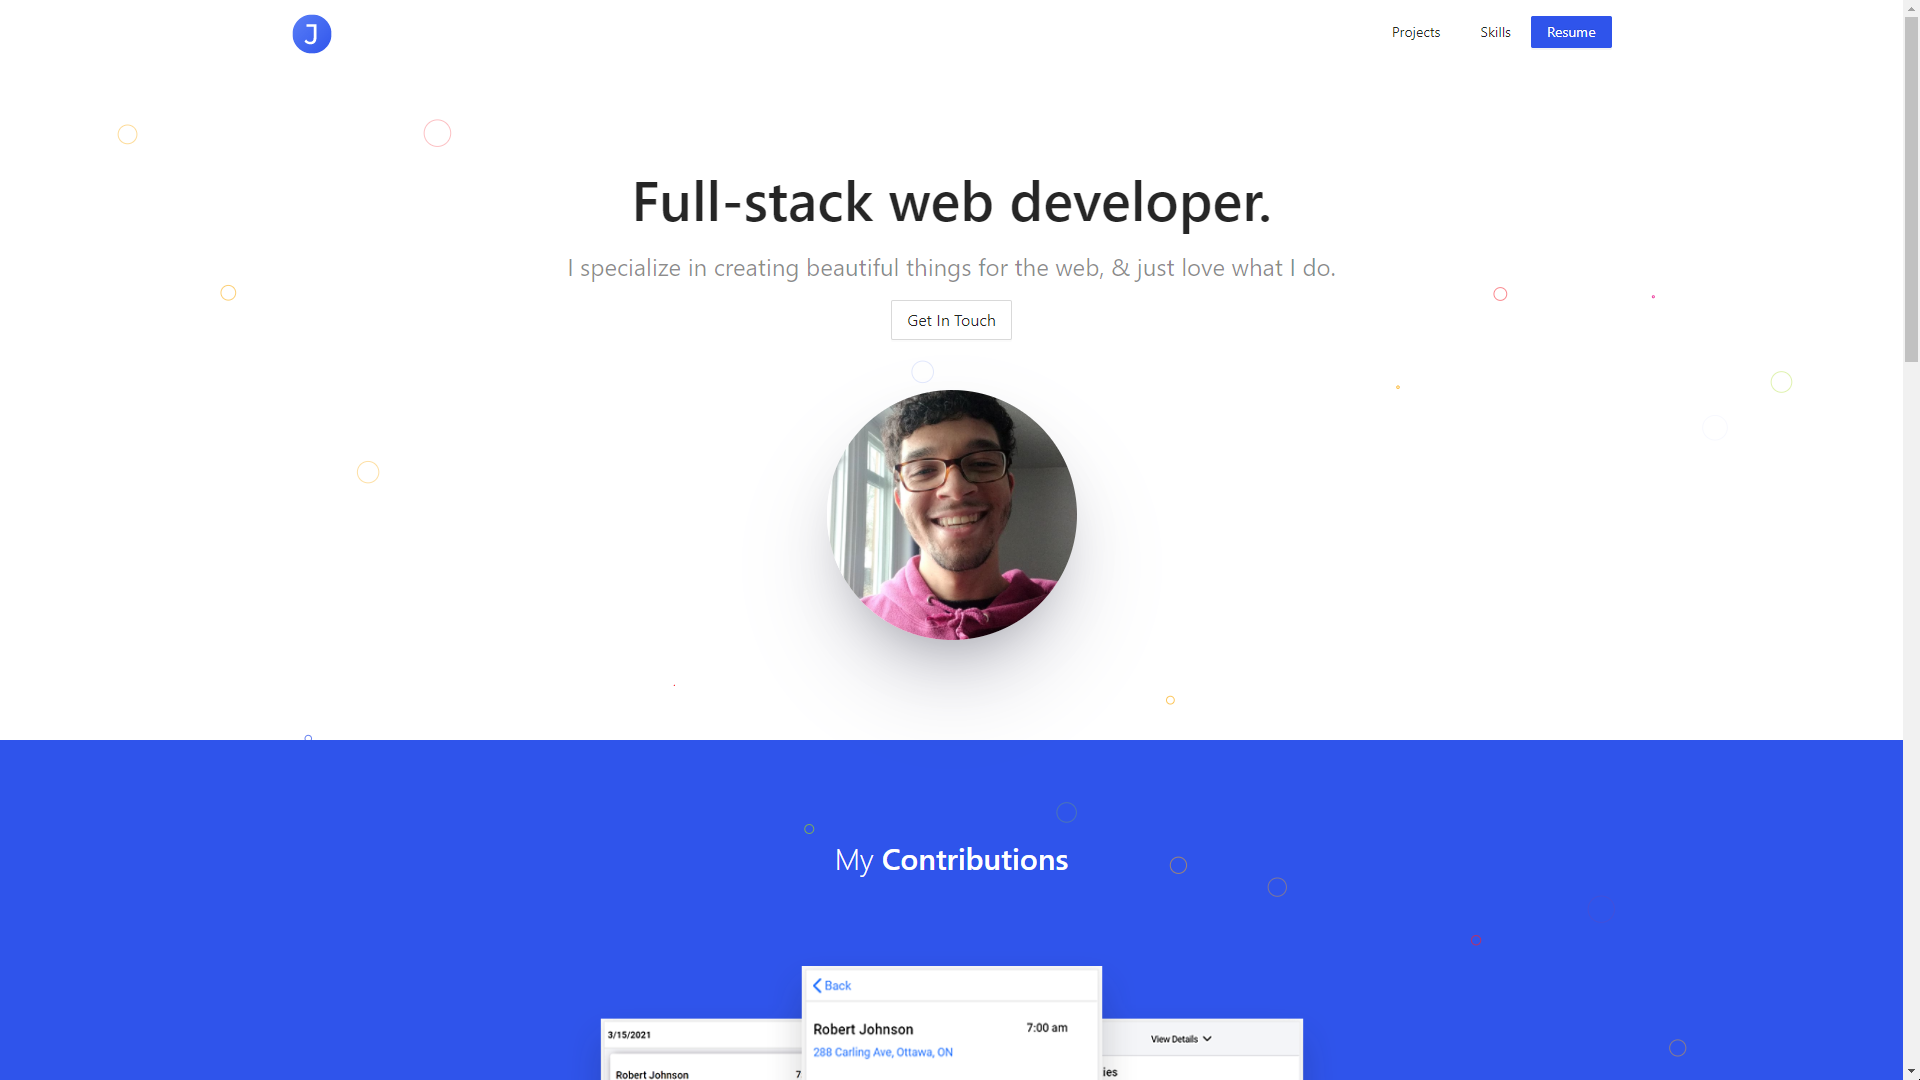 J
Projects
Skills
Resume
Full-stack web developer.
I specialize in creating beautiful things for the web, & just love what I do.
Get In Touch
My Contributions
Back
Robert Johnson
7:00 am
288 Carling Ave, Ottawa, ON
3/15/2021
Robert Johnson
7
View Details
ies